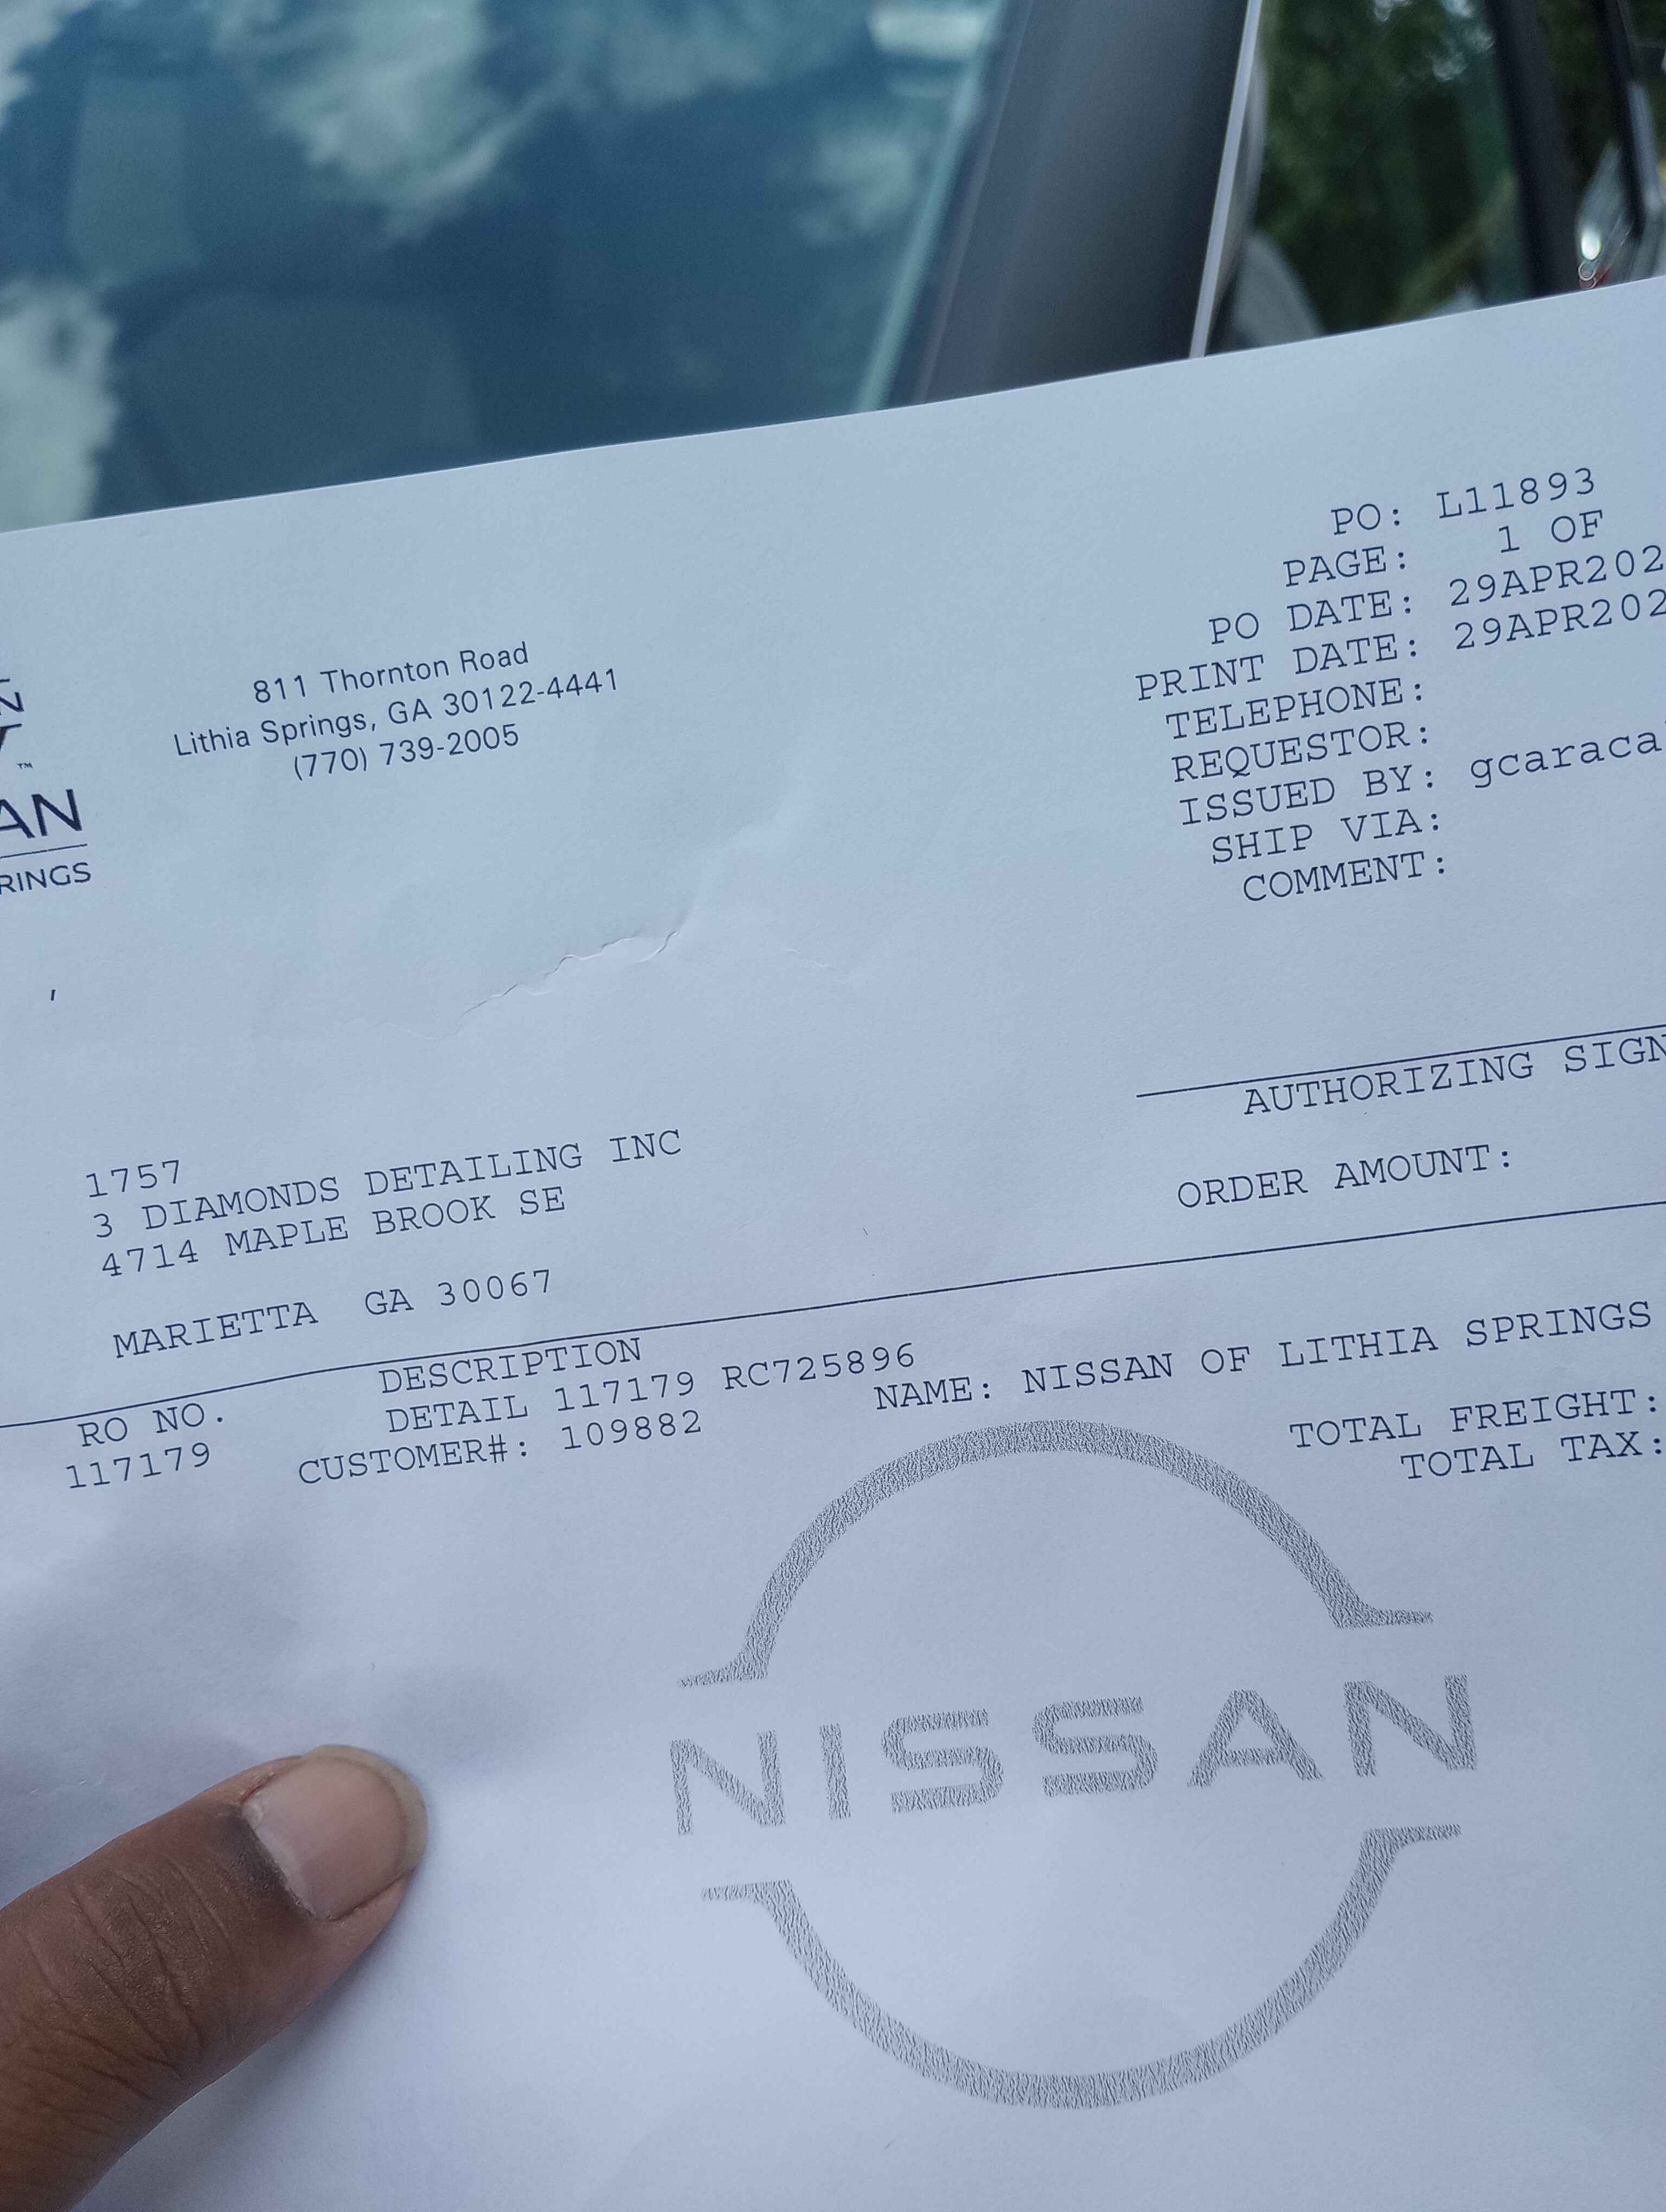 PO: L11893
PAGE: 1 OF
PO DATE: 29APR202
PRINT DATE: 29APR202
TELEPHONE:
REQUESTOR:
ISSUED BY: gcaraca
SHIP VIA:
COMMENT:
811 Thornton Road
Lithia Springs, GA 30122-4441
(770) 739-2005
N
™
AN
RINGS
AUTHORIZING SIGN
1757
3 DIAMONDS DETAILING INC
4714 MAPLE BROOK SE
MARIETTA GA 30067
ORDER AMOUNT:
RO NO. DESCRIPTION
117179 DETAIL 117179 RC725896
CUSTOMER#: 109882 NAME: NISSAN OF LITHIA SPRINGS
TOTAL FREIGHT:
TOTAL TAX:
NISSAN